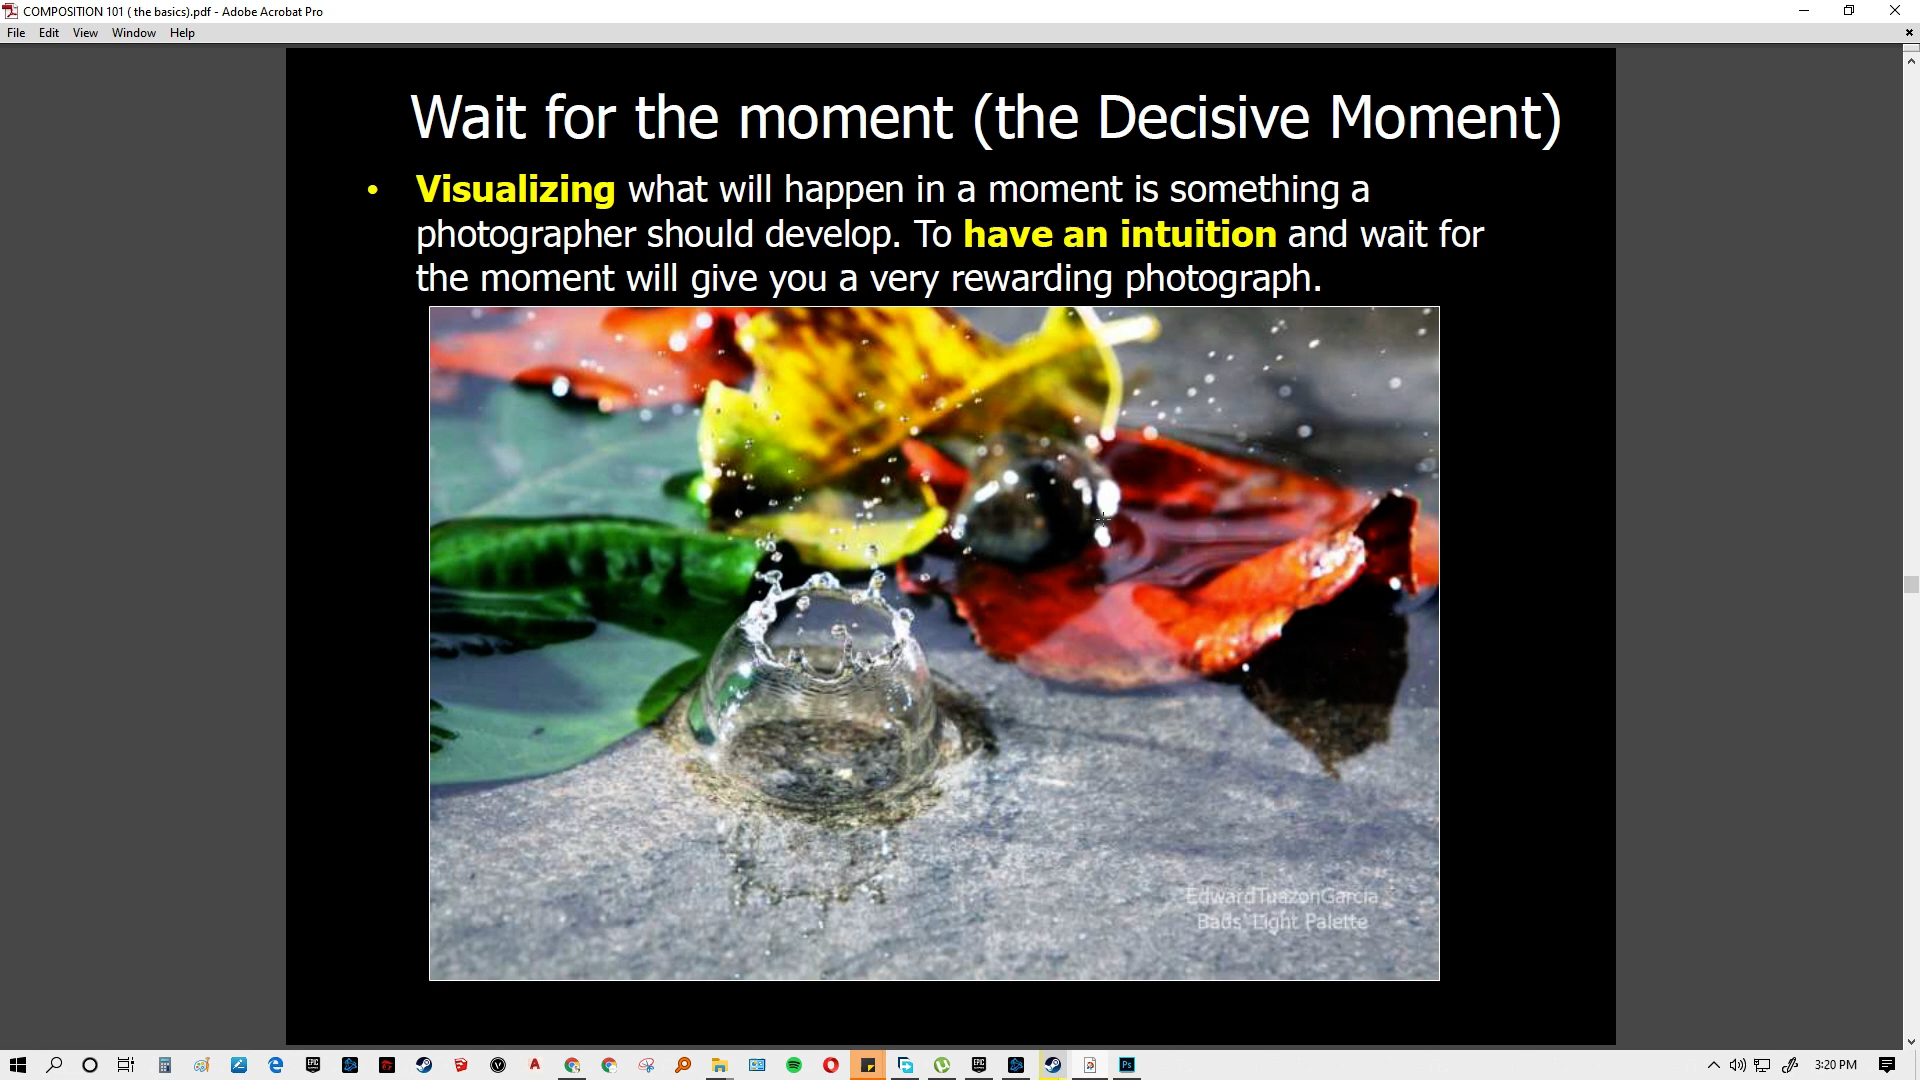 COMPOSITION 101 ( the basics).pdf - Adobe Acrobat Pro
File Edit View Window Help
Wait for the moment (the Decisive Moment)
• Visualizing what will happen in a moment is something a
photographer should develop. To have an intuition and wait for
the moment will give you a very rewarding photograph.
EdwardTuazonGarcia
Bads' Light Palette
3:20 PM